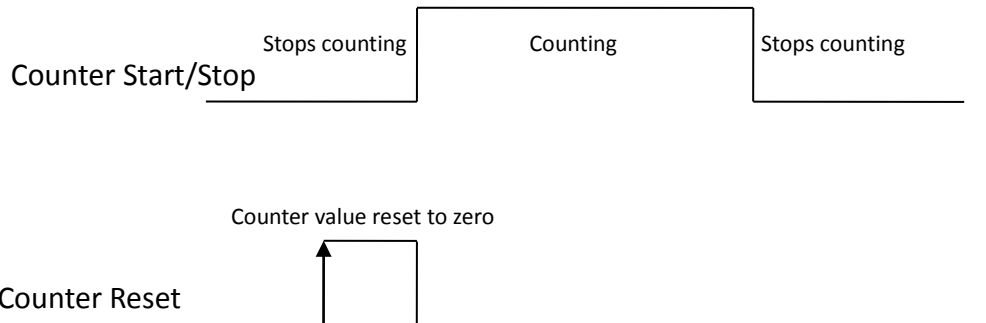 Stops counting
Counting
Stops counting
Counter Start/Stop
Counter value reset to zero
Counter Reset